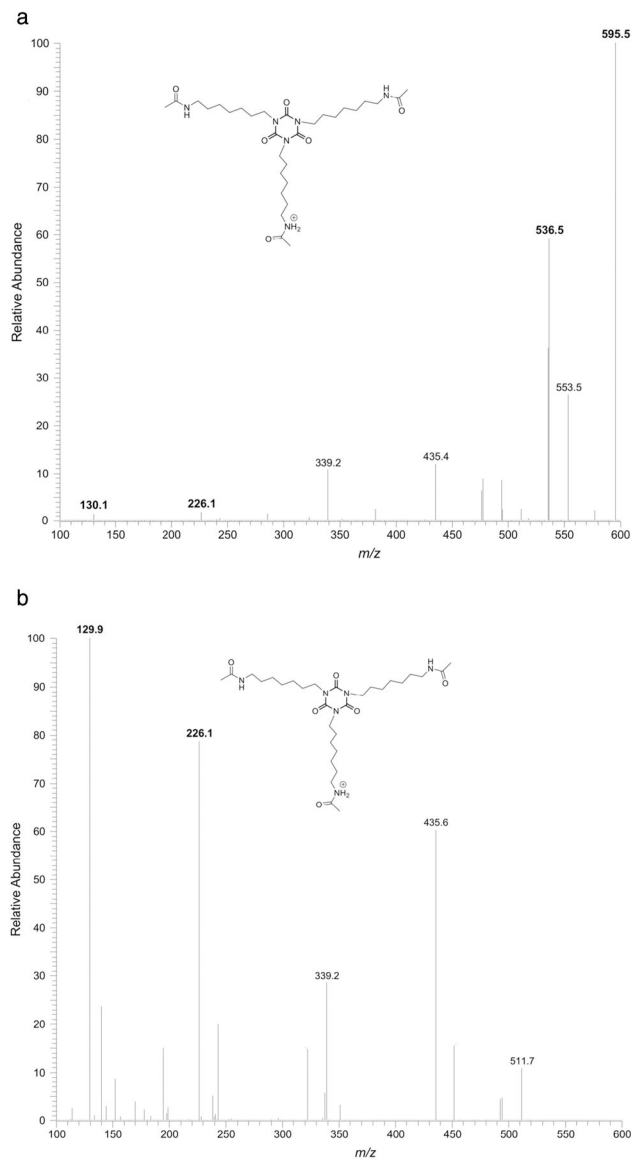 a
595.5
100
90
80
70
60
50
40
30
20
10
0
Relative Abundance
O
N
H
O
N
N
O
O
N
H
N
O
⊕
NH2
O
536.5
553.5
435.4
339.2
226.1
130.1
100 150 200 250 300 350 400 450 500 550 600
m/z
b
129.9
100
90
80
70
60
50
40
30
20
10
0
Relative Abundance
O
N
H
O
N
N
O
O
N
H
N
O
⊕
NH2
O
226.1
435.6
339.2
511.7
100 150 200 250 300 350 400 450 500 550 600
m/z